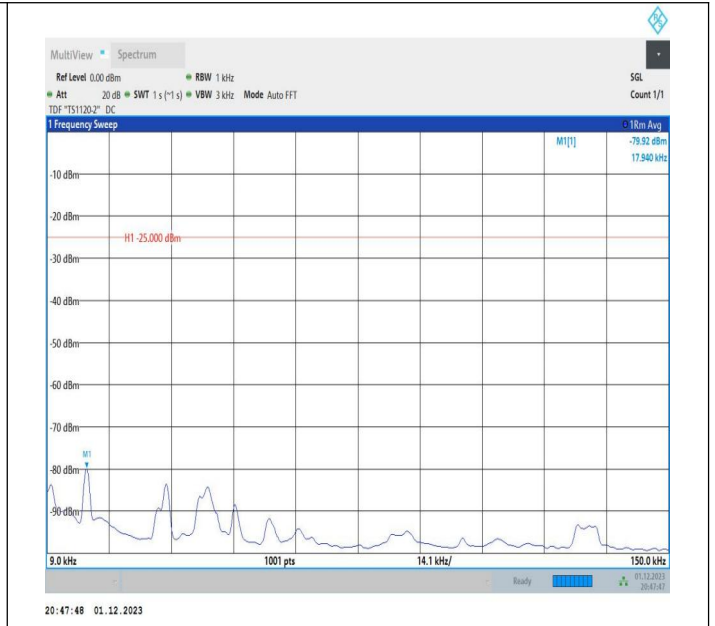 R S
MultiView Spectrum
Ref Level 0.00 dBm RBW 1 kHz SGL
Att 20 dB SWT 1 s (~1 s) VBW 3 kHz Mode Auto FFT Count 1/1
TDF "TS1120-2" DC
1 Frequency Sweep 1Rm Avg
M1[1] -79.92 dBm
17.940 kHz
-10 dBm
-20 dBm
H1 -25.000 dBm
-30 dBm
-40 dBm
-50 dBm
-60 dBm
-70 dBm
M1
-80 dBm
-90 dBm
9.0 kHz 1001 pts 14.1 kHz/ 150.0 kHz
Ready 01.12.2023
20:47:47
20:47:48 01.12.2023